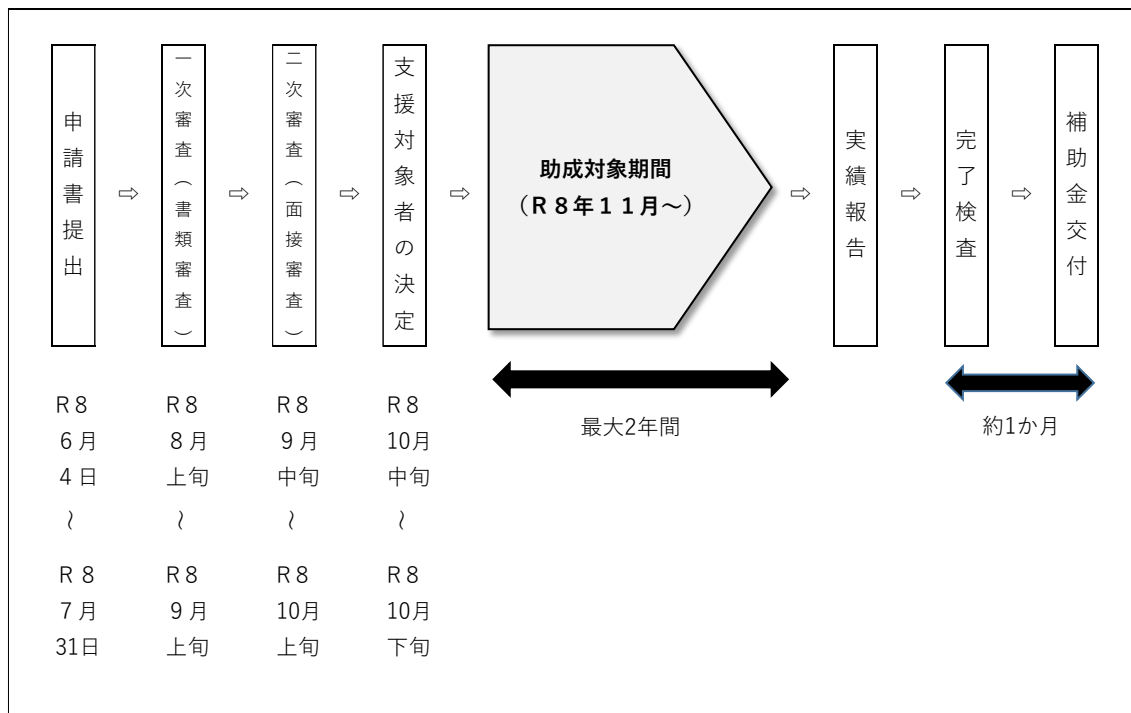 申請書提出
⇨
一次審査（書類審査）
⇨
二次審査（面接審査）
⇨
支援対象者の決定
⇨
助成対象期間
（Ｒ８年１１月～）
⇨
実績報告
⇨
完了検査
⇨
補助金交付
R８
６月
４日
～
R８
７月
31日
R８
８月
上旬
～
R８
９月
上旬
R８
９月
中旬
～
R８
10月
上旬
R８
10月
中旬
～
R８
10月
下旬
最大2年間
約1か月